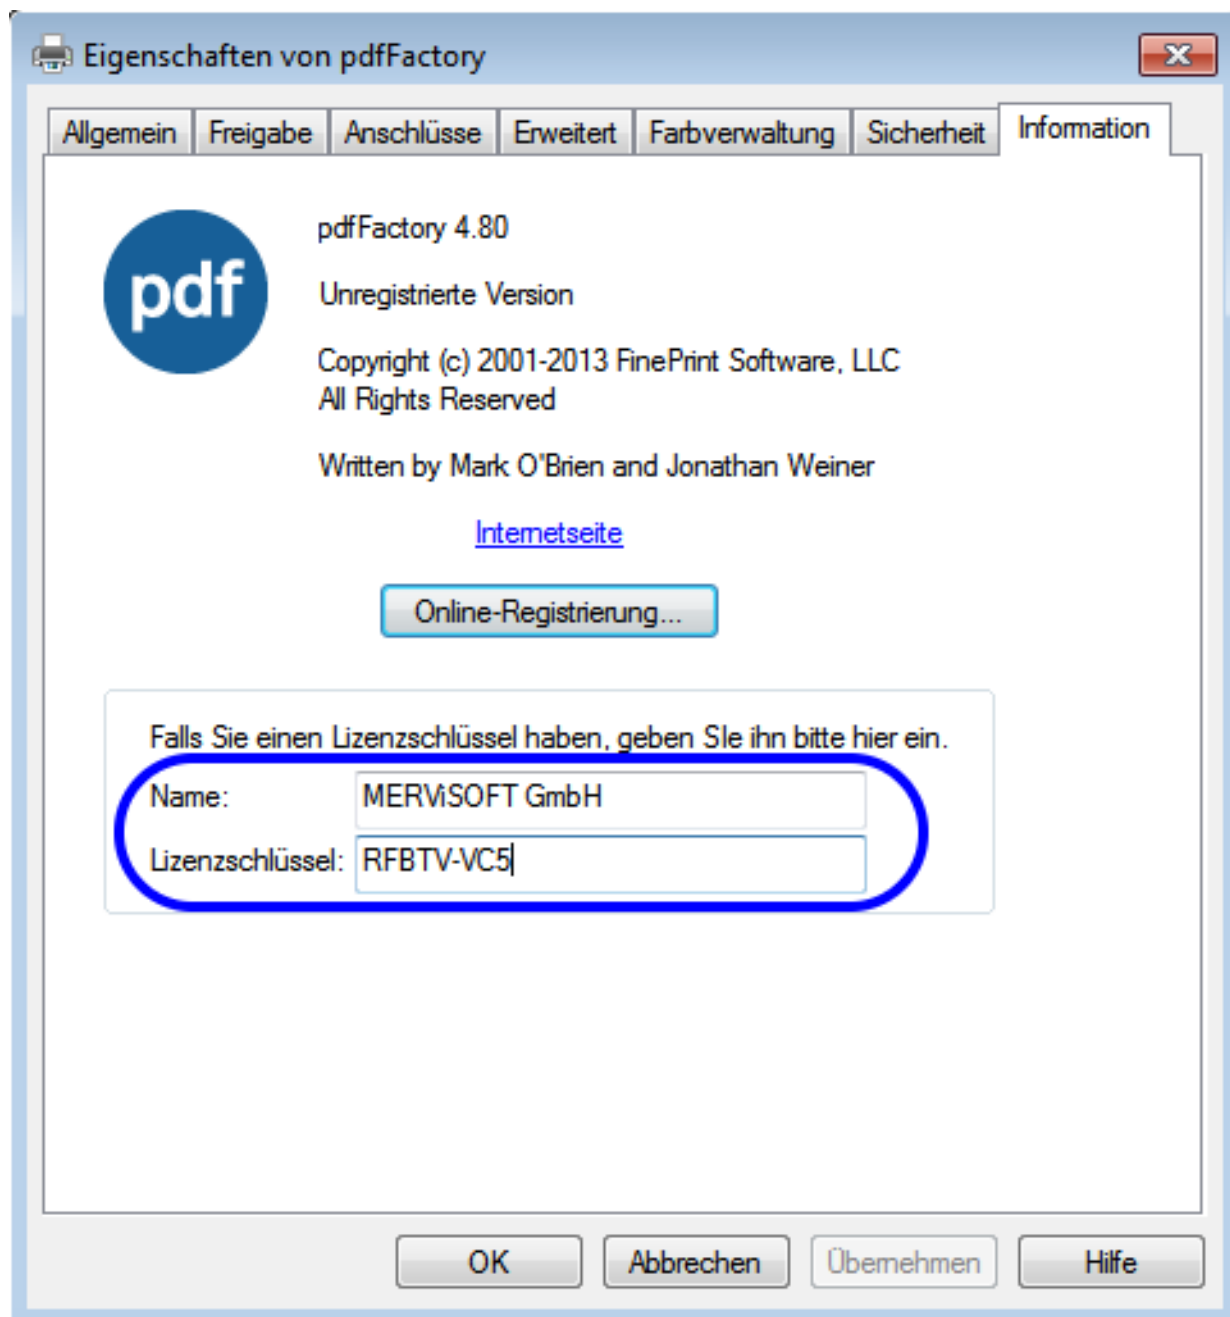 Eigenschaften von pdfFactory
Allgemein Freigabe Anschlüsse Erweitert Farbverwaltung Sicherheit Information
pdf
pdfFactory 4.80
Unregistrierte Version
Copyright (c) 2001-2013 FinePrint Software, LLC
All Rights Reserved
Written by Mark O"Brien and Jonathan Weiner
Internetseite
Online-Registrierung...
Falls Sie einen Lizenzschlüssel haben, geben SIe ihn bitte hier ein.
Name: MERViSOFT GmbH
Lizenzschlüssel: RFBTV-VC5
OK Abbrechen Übernehmen Hilfe